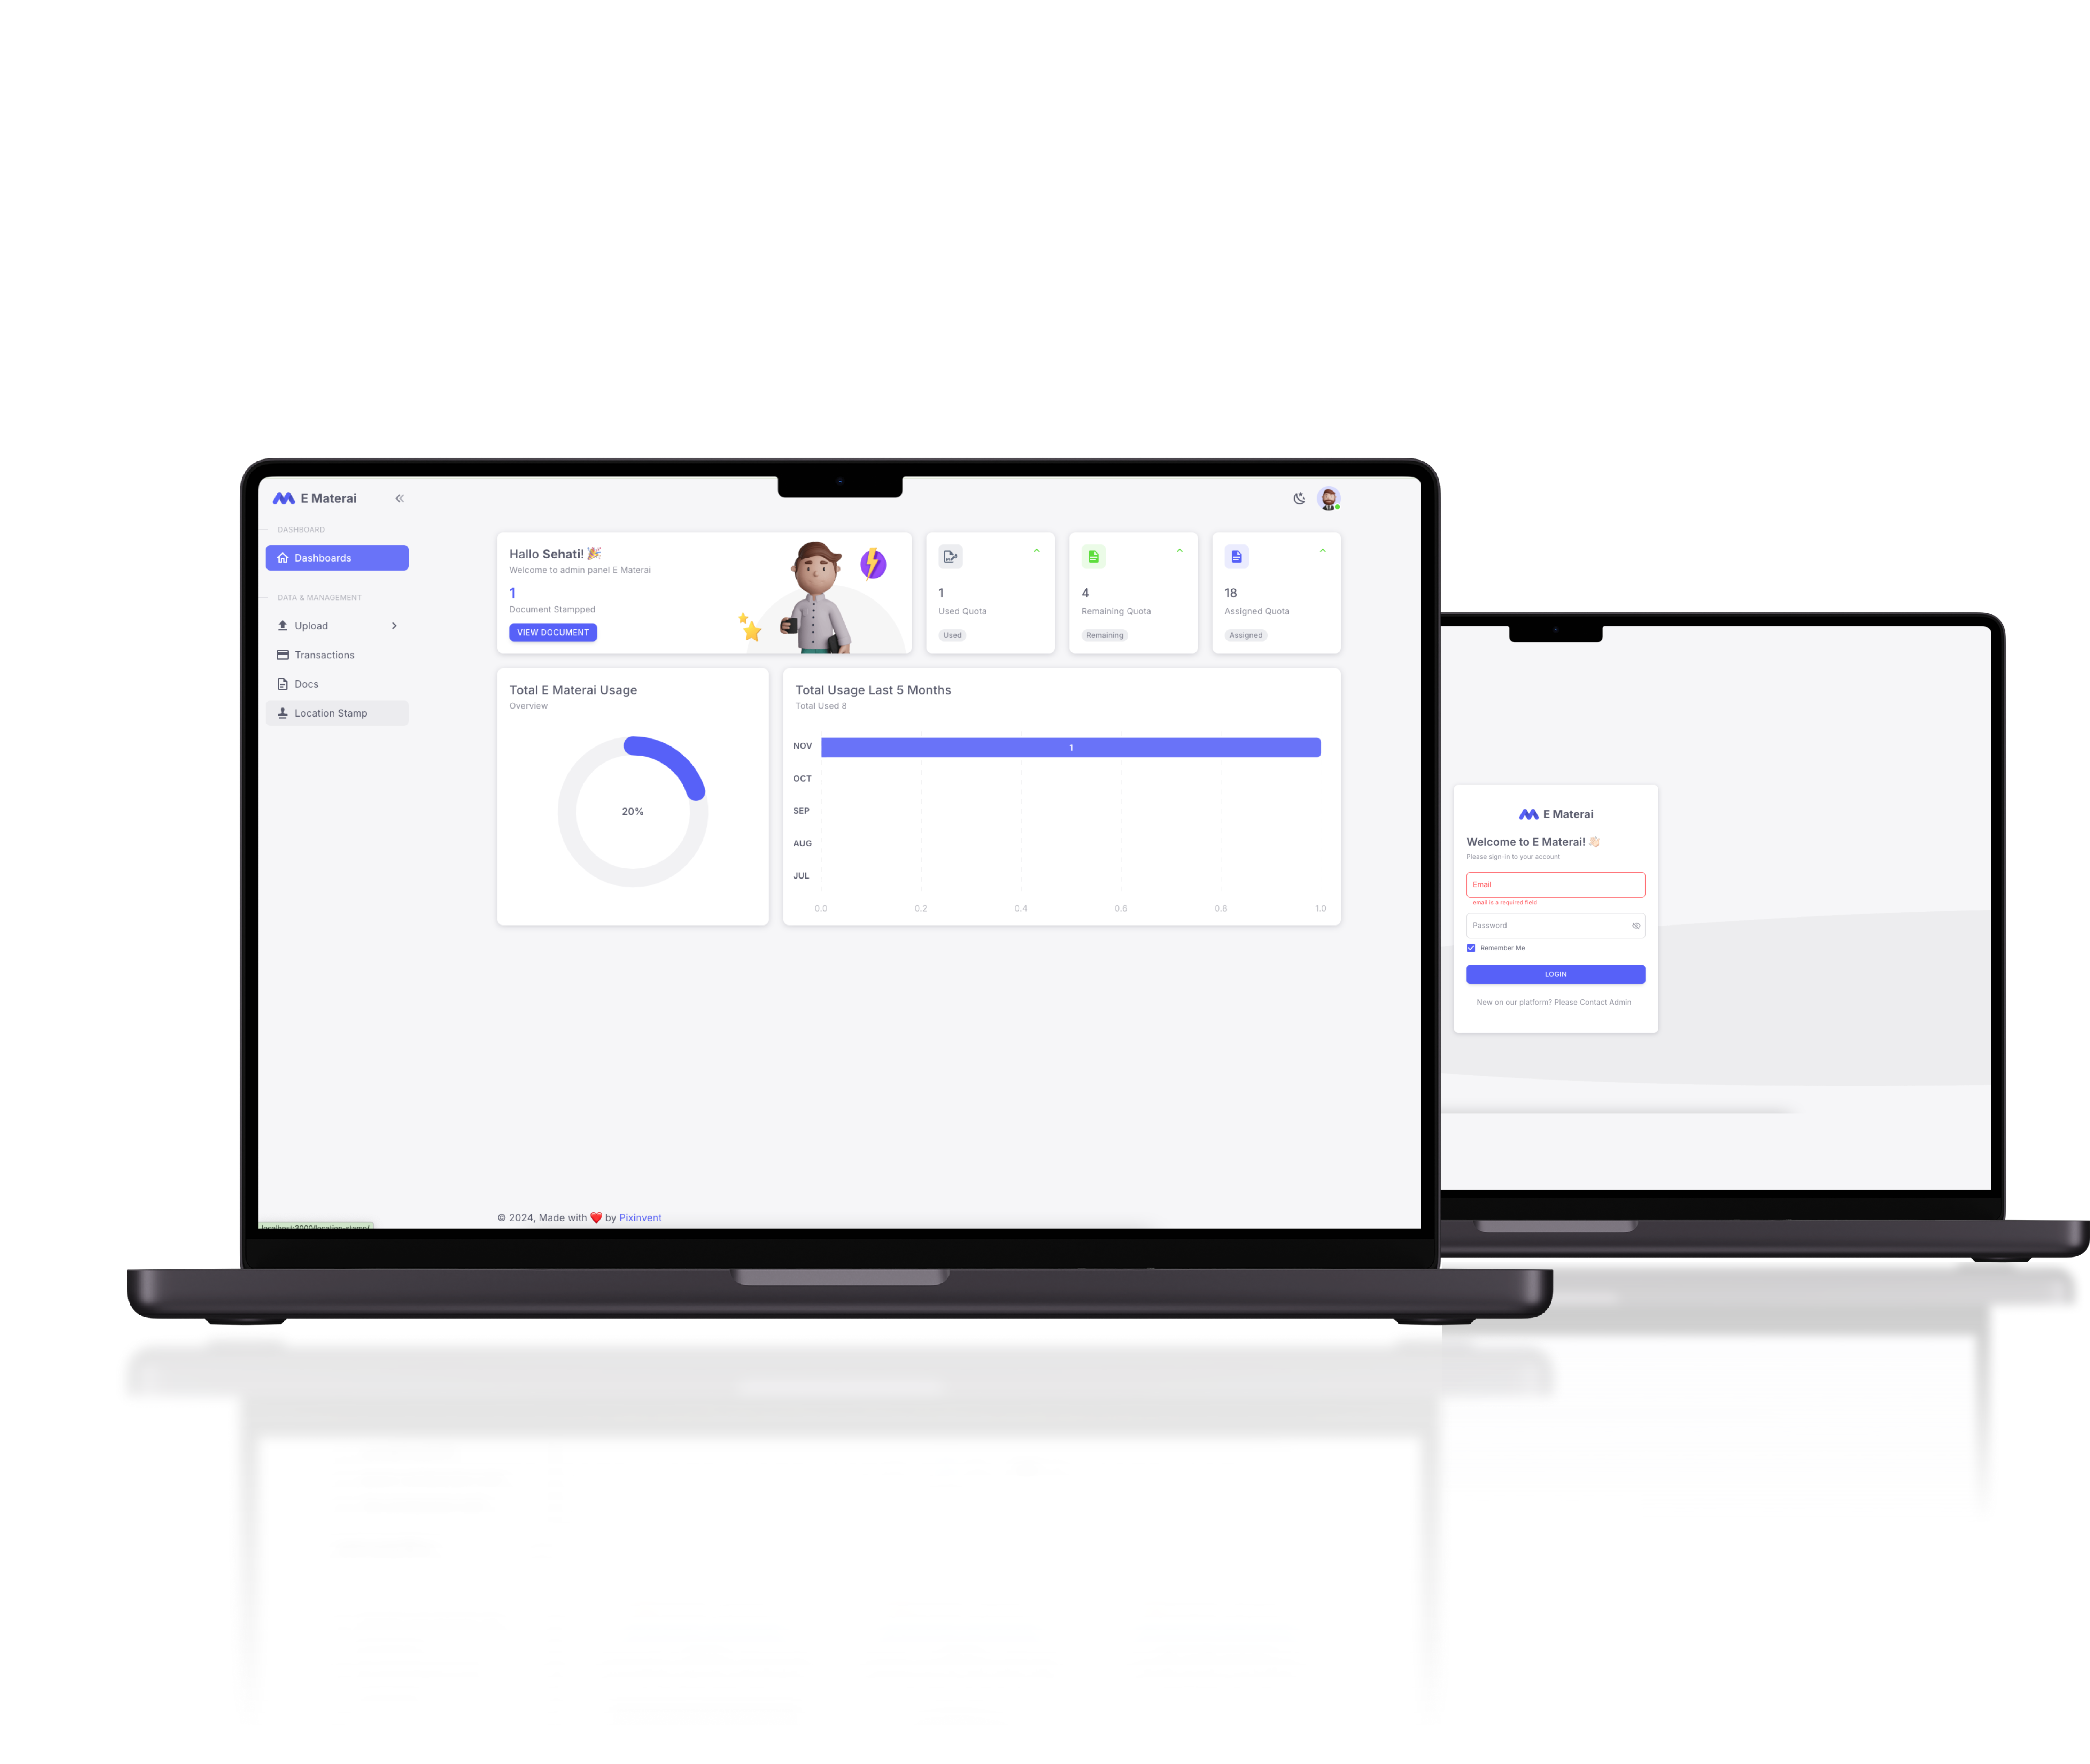 E Materai
DASHBOARD
Dashboards
DATA & MANAGEMENT
Upload
Transactions
Docs
Location Stamp
Hallo Sehati! 🎉
Welcome to admin panel E Materai
1
Document Stampped
VIEW DOCUMENT
1
Used Quota
Used
4
Remaining Quota
Remaining
18
Assigned Quota
Assigned
Total E Materai Usage
Overview
20%
Total Usage Last 5 Months
Total Used 8
NOV
1
OCT
SEP
AUG
JUL
0.0 0.2 0.4 0.6 0.8 1.0
© 2024, Made with ❤️ by Pixinvent
localhost:3000/location-stamp/
E Materai
Welcome to E Materai! 👋🏻
Please sign-in to your account
Email
email is a required field
Password
Remember Me
LOGIN
New on our platform? Please Contact Admin